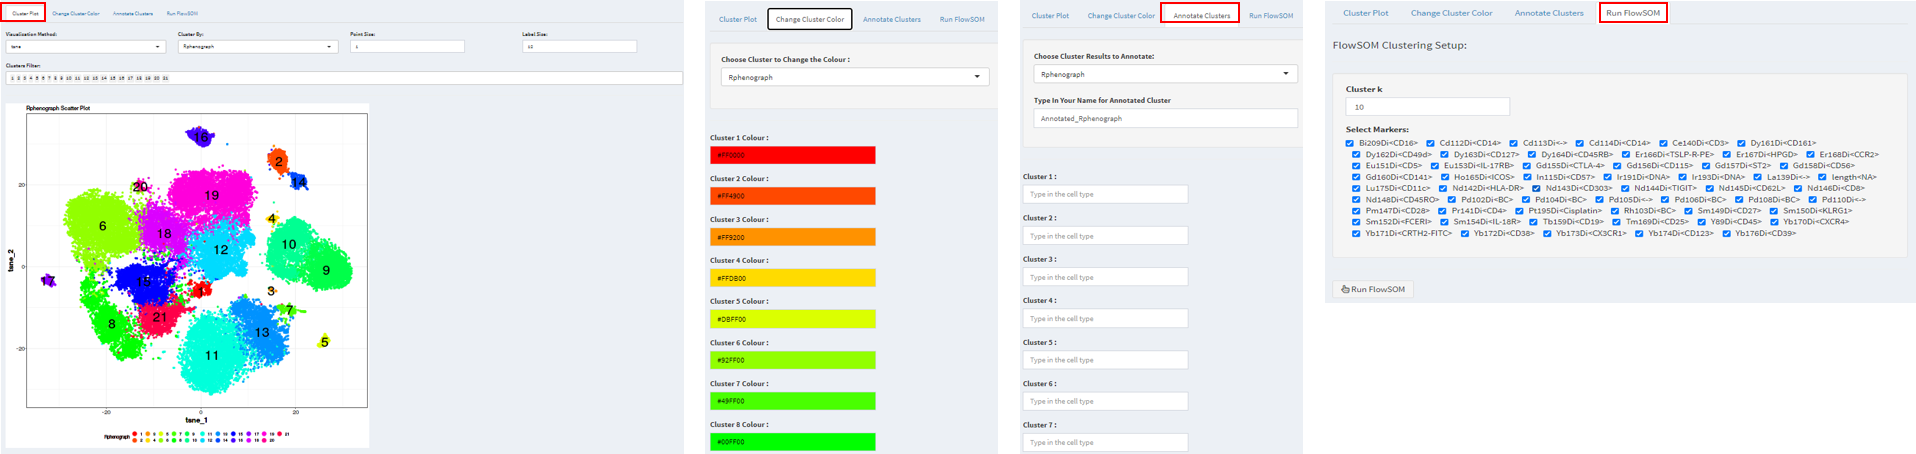 Cluster Plot Change Cluster Color Annotate Clusters Run FlowSOM
Visualization Method: Cluster By: Point Size: Label Size:
tsne Rphenograph 1 12
Clusters Filter:
1 2 3 4 5 6 7 8 9 10 11 12 13 14 15 16 17 18 19 20 21
Rphenograph Scatter Plot
16
2
14
20
19
6
4
18
12
10
9
17
15
1
3
7
21
8
13
5
11
20
0
-20
tsne_2
-20 0 20
tsne_1
Rphenograph
1 3 5 7 9 11 13 15 17 19 21
2 4 6 8 10 12 14 16 18 20
Cluster Plot Change Cluster Color Annotate Clusters Run FlowSOM
Choose Cluster to Change the Colour :
Rphenograph
Cluster 1 Colour :
#FF0000
Cluster 2 Colour :
#FF4900
Cluster 3 Colour :
#FF9200
Cluster 4 Colour :
#FFDB00
Cluster 5 Colour :
#DBFF00
Cluster 6 Colour :
#92FF00
Cluster 7 Colour :
#49FF00
Cluster 8 Colour :
#00FF00
Cluster Plot Change Cluster Color Annotate Clusters Run FlowSOM
Choose Cluster Results to Annotate:
Rphenograph
Type In Your Name for Annotated Cluster
Annotated_Rphenograph
Cluster 1 :
Type in the cell type
Cluster 2 :
Type in the cell type
Cluster 3 :
Type in the cell type
Cluster 4 :
Type in the cell type
Cluster 5 :
Type in the cell type
Cluster 6 :
Type in the cell type
Cluster 7 :
Type in the cell type
Cluster Plot Change Cluster Color Annotate Clusters Run FlowSOM
FlowSOM Clustering Setup:
Cluster k
10
Select Markers:
Bi209Di<CD16> Cd112Di<CD14> Cd113Di<-> Cd114Di<CD14> Ce140Di<CD3> Dy161Di<CD161>
Dy162Di<CD49d> Dy163Di<CD127> Dy164Di<CD45RB> Er166Di<TSLP-R-PE> Er167Di<HPGD> Er168Di<CCR2>
Eu151Di<CD5> Eu153Di<IL-17RB> Gd155Di<CTLA-4> Gd156Di<CD115> Gd157Di<ST2> Gd158Di<CD56>
Gd160Di<CD141> Ho165Di<ICOS> In115Di<CD57> Ir191Di<DNA> Ir193Di<DNA> La139Di<-> length<NA>
Lu175Di<CD11c> Nd142Di<HLA-DR> Nd143Di<CD303> Nd144Di<TIGIT> Nd145Di<CD62L> Nd146Di<CD8>
Nd148Di<CD45RO> Pd102Di<BC> Pd104Di<BC> Pd105Di<-> Pd106Di<BC> Pd108Di<BC> Pd110Di<->
Pm147Di<CD28> Pr141Di<CD4> Pt195Di<Cisplatin> Rh103Di<BC> Sm149Di<CD27> Sm150Di<KLRG1>
Sm152Di<FCERI> Sm154Di<IL-18R> Tb159Di<CD19> Tm169Di<CD25> Y89Di<CD45> Yb170Di<CXCR4>
Yb171Di<CRTH2-FITC> Yb172Di<CD38> Yb173Di<CX3CR1> Yb174Di<CD123> Yb176Di<CD39>
Run FlowSOM